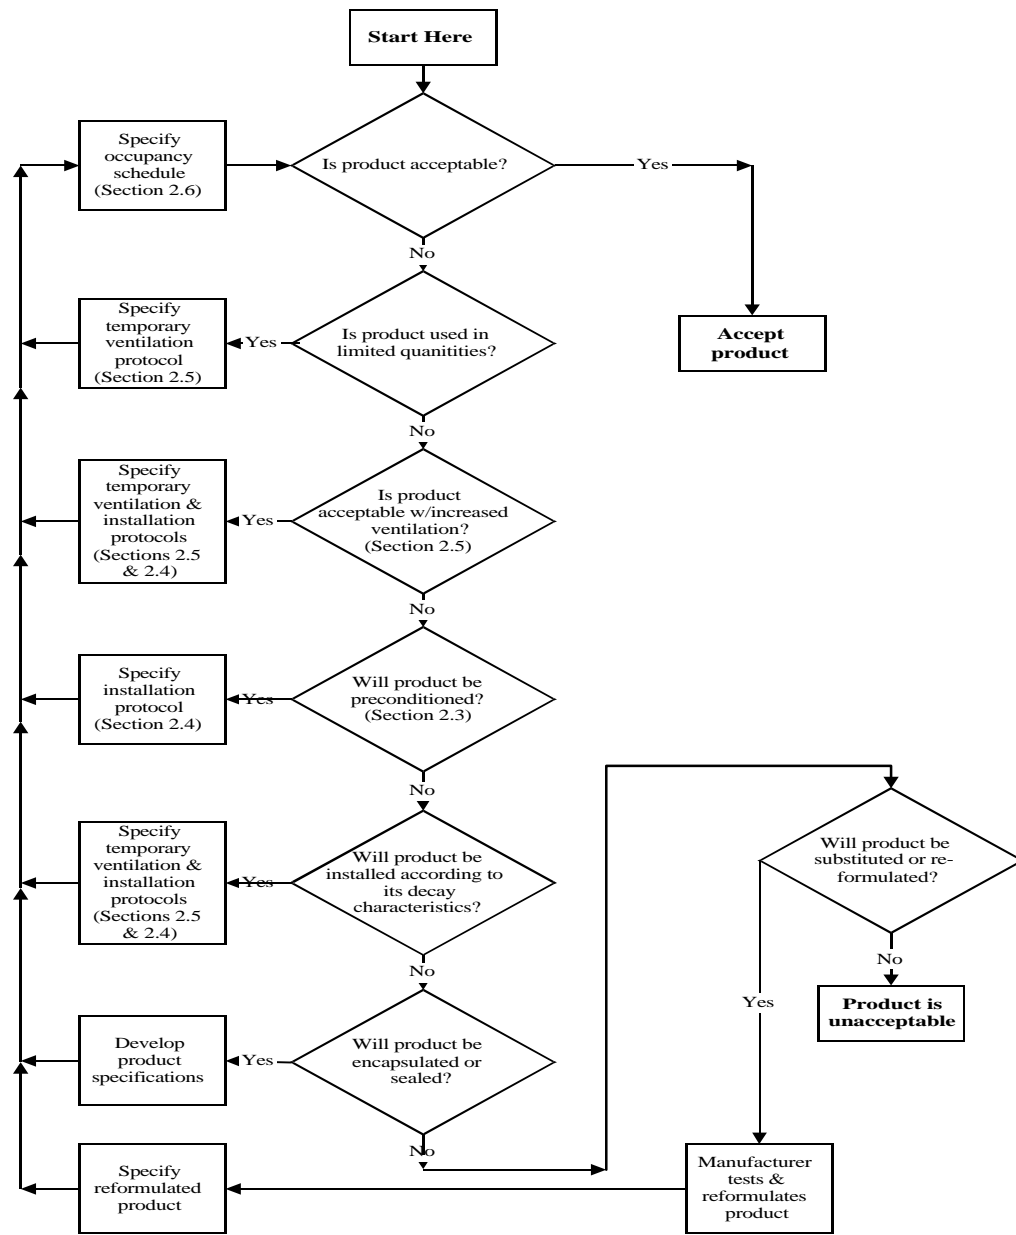 Start Here
Specify
occupancy
schedule
(Section 2.6)
Is product acceptable?
Yes
No
Specify
temporary
ventilation
protocol
(Section 2.5)
Yes
Is product used in
limited quanitities?
Accept
product
No
Specify
temporary
ventilation &
installation
protocols
(Sections 2.5
& 2.4)
Yes
Is product
acceptable w/increased
ventilation?
(Section 2.5)
No
Specify
installation
protocol
(Section 2.4)
Yes
Will product be
preconditioned?
(Section 2.3)
No
Specify
temporary
ventilation &
installation
protocols
(Sections 2.5
& 2.4)
Yes
Will product be
installed according to
its decay
characteristics?
Will product be
substituted or re-
formulated?
No
No
Yes
Product is
unacceptable
Develop
product
specifications
Yes
Will product be
encapsulated or
sealed?
No
Specify
reformulated
product
Manufacturer
tests &
reformulates
product